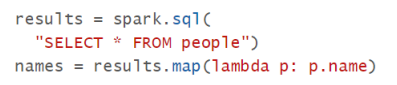 results = spark.sql(
  "SELECT * FROM people")
names = results.map(lambda p: p.name)